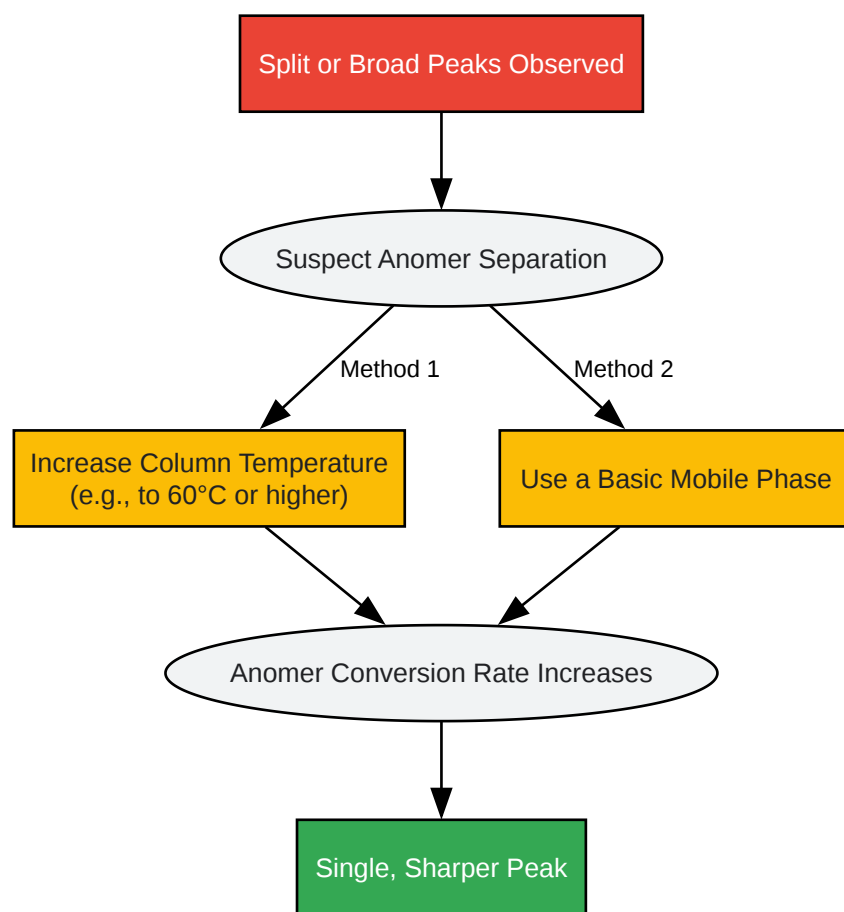 Split or Broad Peaks Observed
Suspect Anomer Separation
Method 1
Method 2
Increase Column Temperature
(e.g., to 60°C or higher)
Use a Basic Mobile Phase
Anomer Conversion Rate Increases
Single, Sharper Peak